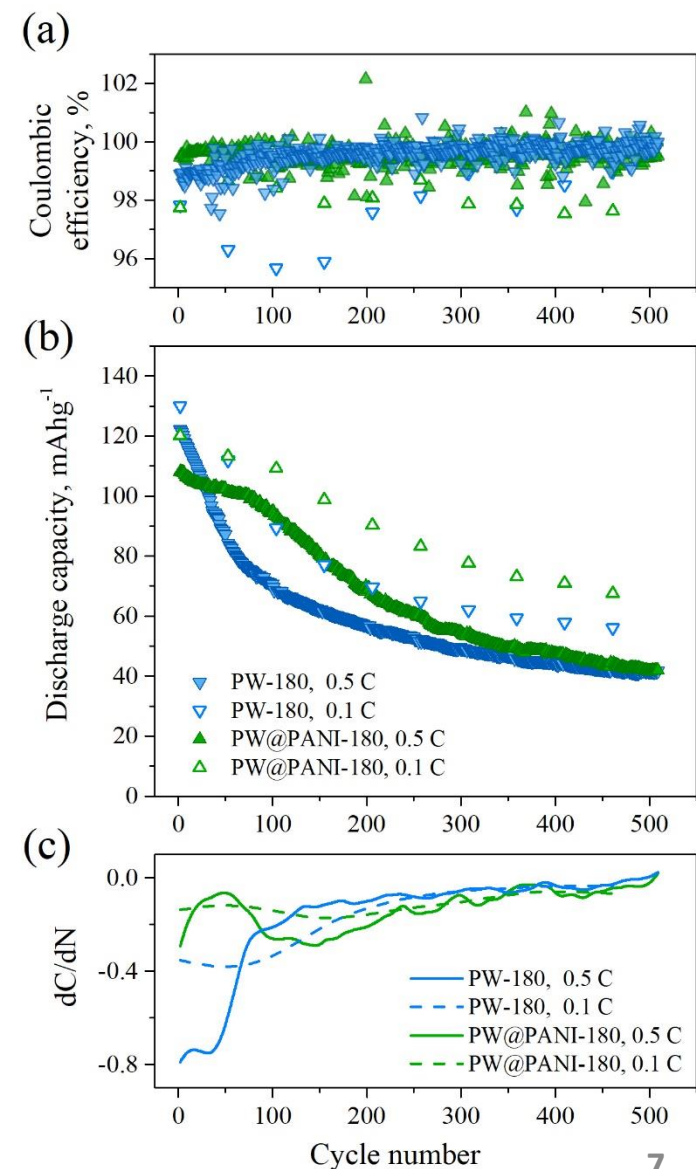 (a)
Coulombic
efficiency, %
102
100
98
96
0 100 200 300 400 500
(b)
Discharge capacity, mAhg⁻¹
140
120
100
80
60
40
20
0
PW-180, 0.5 C
PW-180, 0.1 C
PW@PANI-180, 0.5 C
PW@PANI-180, 0.1 C
0 100 200 300 400 500
(c)
dC/dN
0.0
-0.4
-0.8
PW-180, 0.5 C
PW-180, 0.1 C
PW@PANI-180, 0.5 C
PW@PANI-180, 0.1 C
0 100 200 300 400 500
Cycle number
7